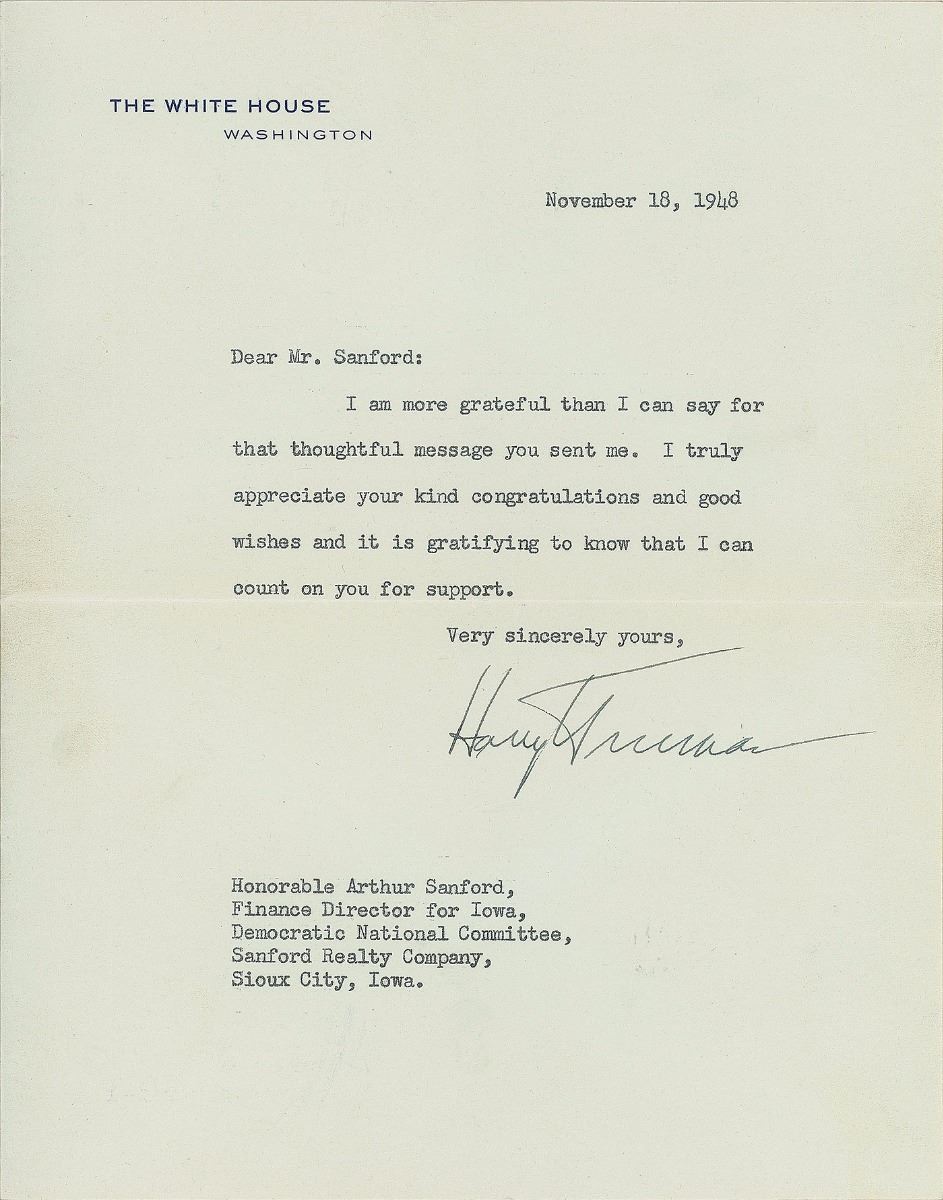 THE WHITE HOUSE
WASHINGTON
November 18, 1948
Dear Mr. Sanford:
I am more grateful than I can say for
that thoughtful message you sent me. I truly
appreciate your kind congratulations and good
wishes and it is gratifying to know that I can
count on you for support.
Very sincerely yours,
Harry Truman
Honorable Arthur Sanford,
Finance Director for Iowa,
Democratic National Committee,
Sanford Realty Company,
Sioux City, Iowa.